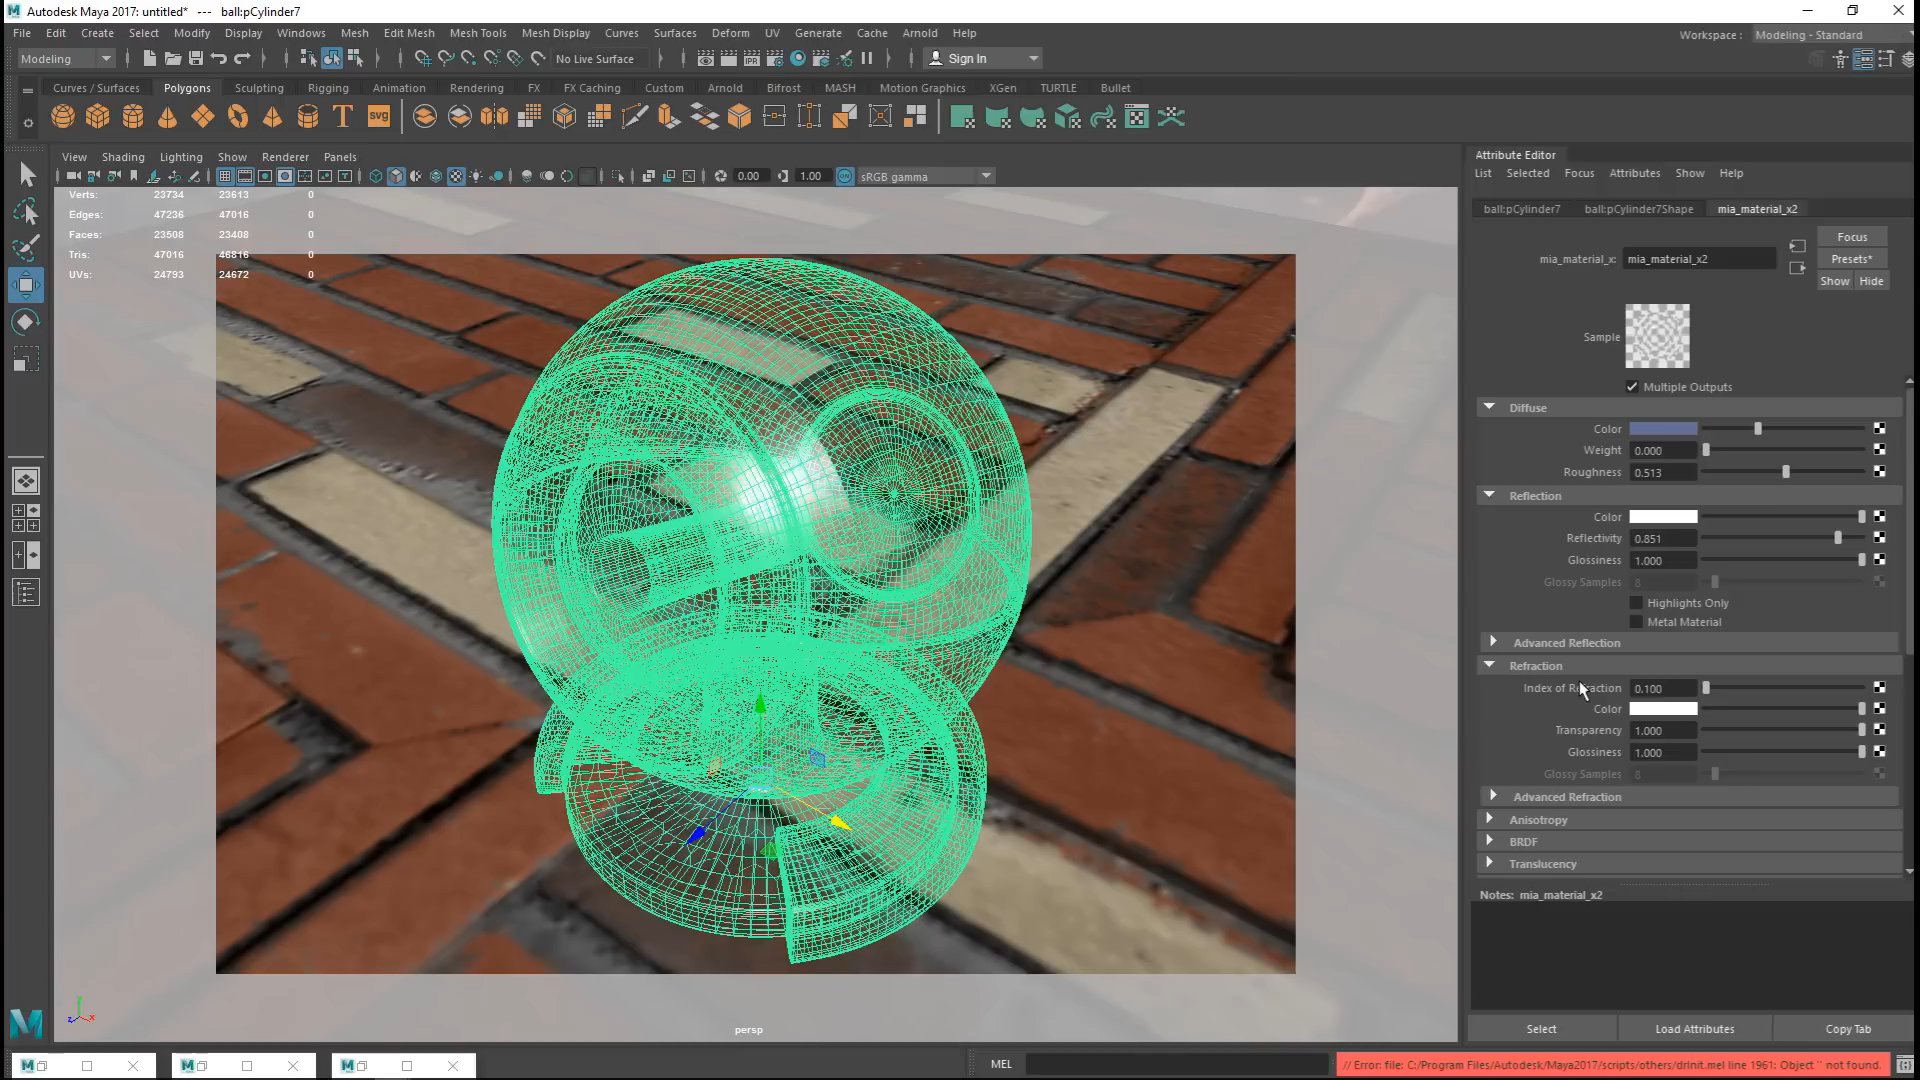 Autodesk Maya 2017: untitled* --- ball:pCylinder7
File Edit Create Select Modify Display Windows Mesh Edit Mesh Mesh Tools Mesh Display Curves Surfaces Deform UV Generate Cache Arnold Help
Workspace : Modeling - Standard
Modeling No Live Surface Sign In
Curves / Surfaces Polygons Sculpting Rigging Animation Rendering FX FX Caching Custom Arnold Bifrost MASH Motion Graphics XGen TURTLE Bullet
IPR
T SVG
View Shading Lighting Show Renderer Panels
0.00 1.00 ON sRGB gamma
Verts: 23734 23613 0
Edges: 47236 47016 0
Faces: 23508 23408 0
Tris: 47016 46816 0
UVs: 24793 24672 0
persp
Attribute Editor
List Selected Focus Attributes Show Help
ball:pCylinder7 ball:pCylinder7Shape mia_material_x2
Focus
mia_material_x: mia_material_x2 Presets*
Show Hide
Sample
Multiple Outputs
Diffuse
Color
Weight 0.000
Roughness 0.513
Reflection
Color
Reflectivity 0.851
Glossiness 1.000
Glossy Samples 8
Highlights Only
Metal Material
Advanced Reflection
Refraction
Index of Refraction 0.100
Color
Transparency 1.000
Glossiness 1.000
Glossy Samples 8
Advanced Refraction
Anisotropy
BRDF
Translucency
Notes: mia_material_x2
Select Load Attributes Copy Tab
MEL
// Error: file: C:/Program Files/Autodesk/Maya2017/scripts/others/drInit.mel line 1961: Object '' not found.